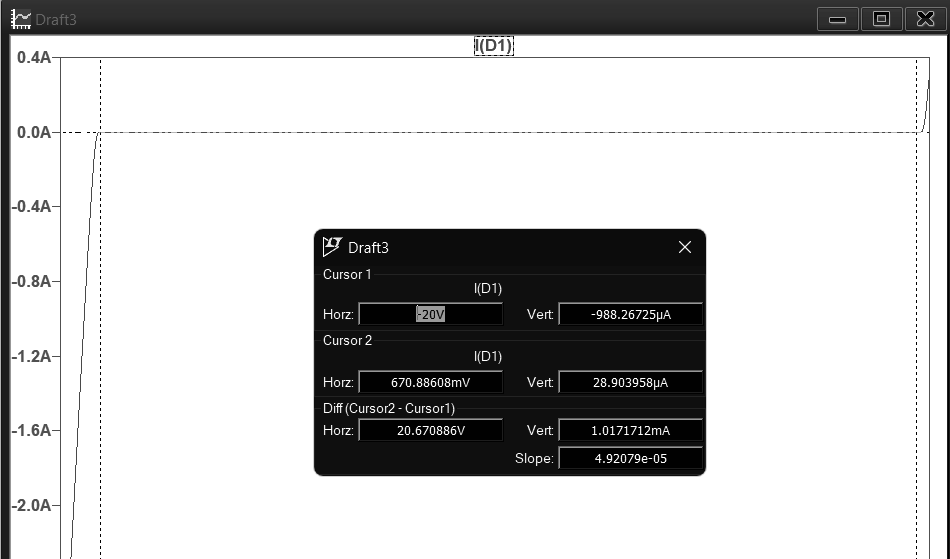 Draft3
I(D1)
0.4A
0.0A
-0.4A
-0.8A
-1.2A
-1.6A
-2.0A
Draft3
Cursor 1
I(D1)
Horz: -20V Vert: -988.26725µA
Cursor 2
I(D1)
Horz: 670.88608mV Vert: 28.903958µA
Diff (Cursor2 - Cursor1)
Horz: 20.670886V Vert: 1.0171712mA
Slope: 4.92079e-05